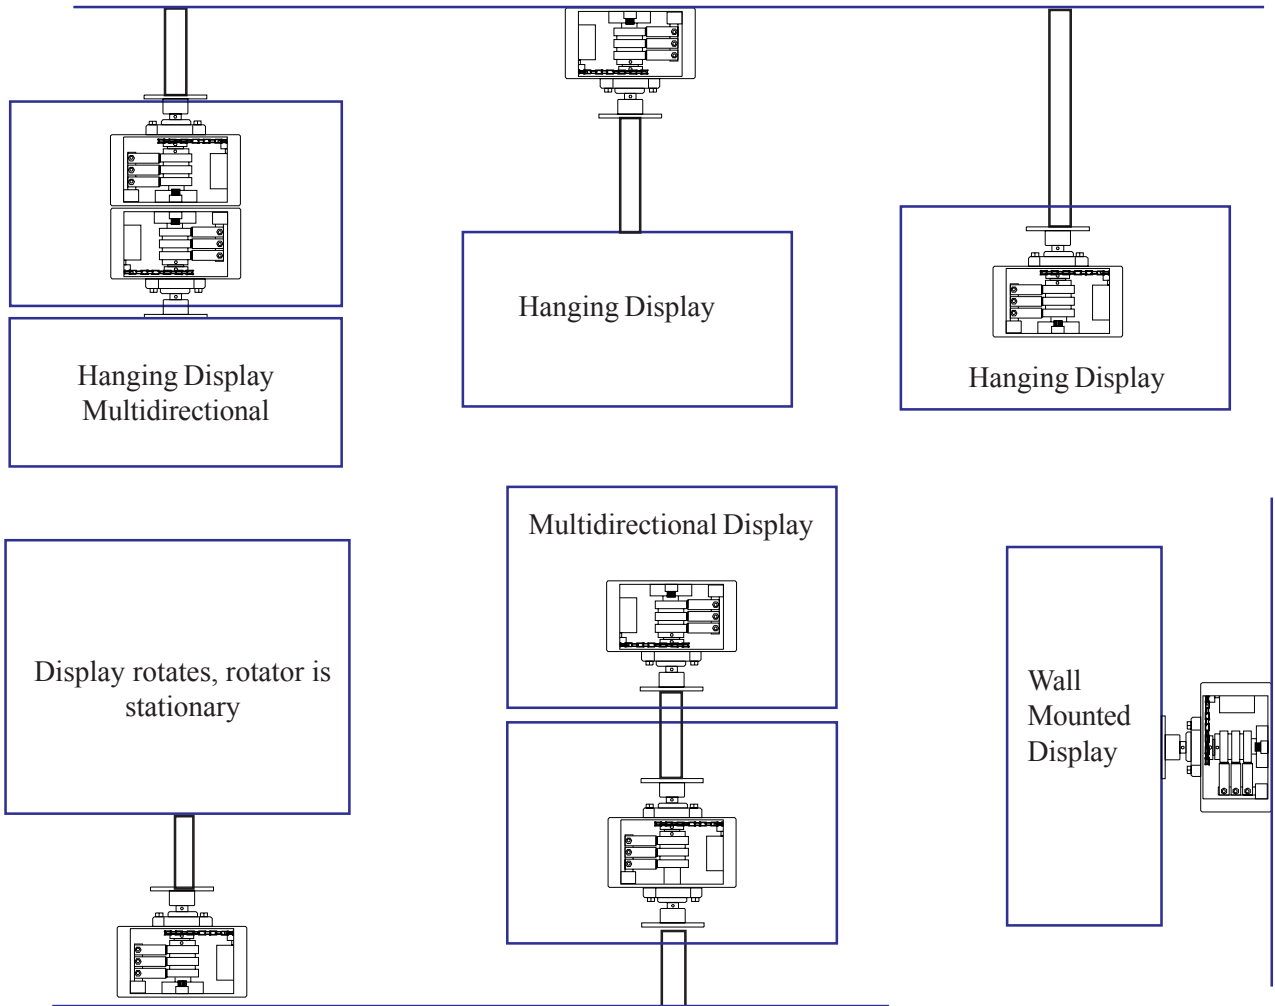 Hanging Display
Multidirectional
Hanging Display
Hanging Display
Display rotates, rotator is
stationary
Multidirectional Display
Wall
Mounted
Display